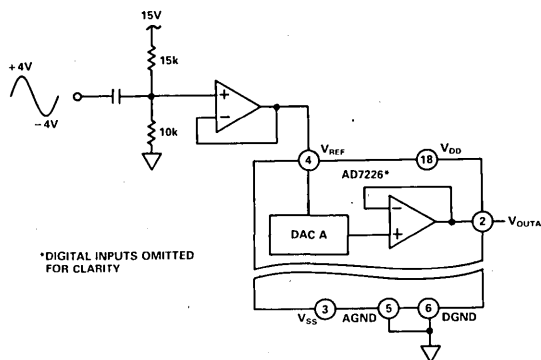 15V
+4V
15k
−4V
10k
+
−
4
VREF
18
VDD
AD7226*
DAC A
−
+
2
VOUTA
*DIGITAL INPUTS OMITTED
FOR CLARITY
VSS
3
AGND
5
6
DGND